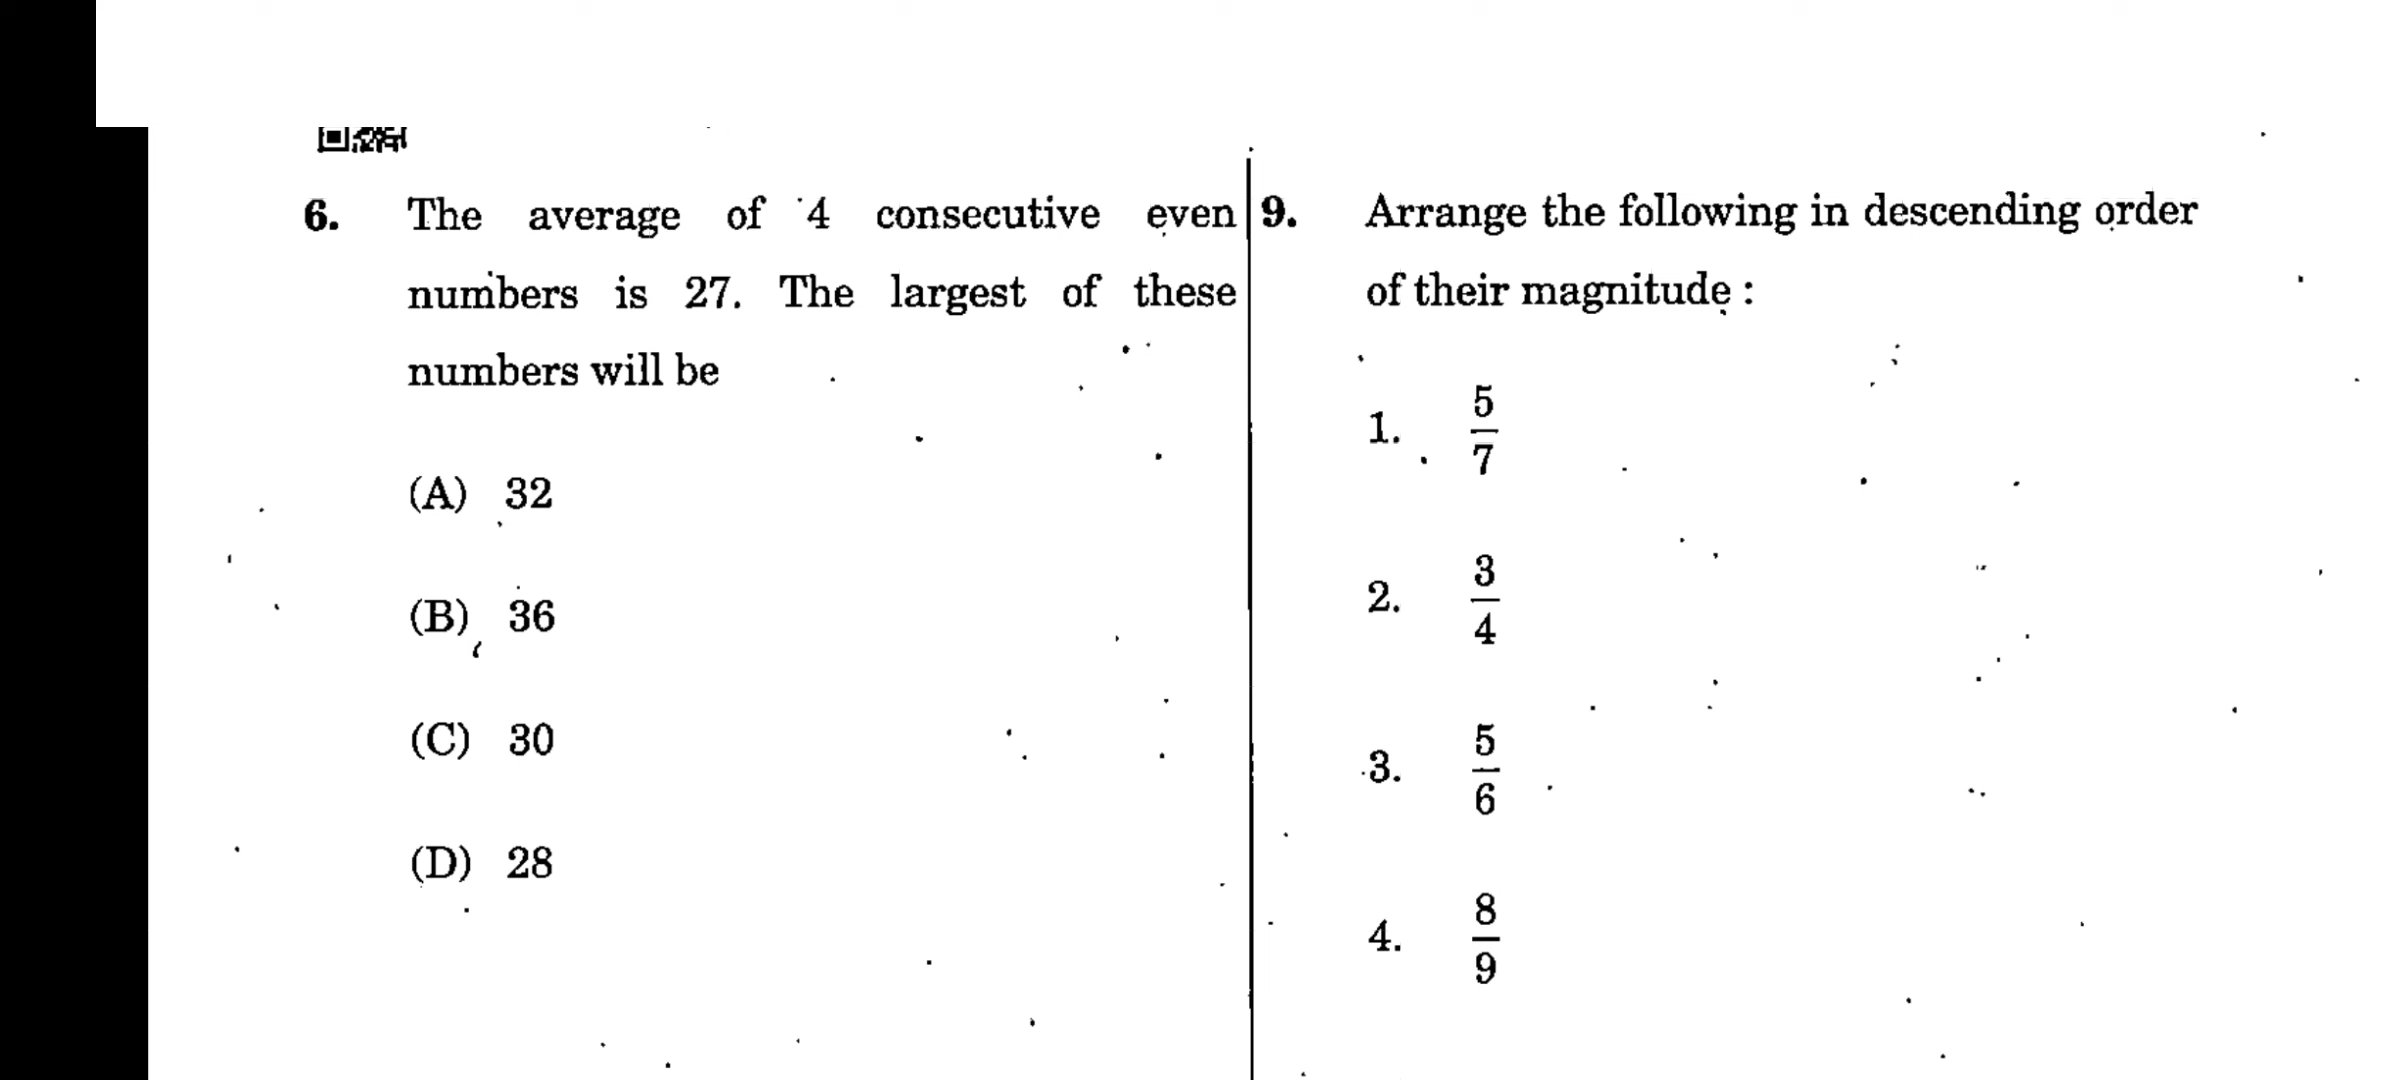 6. The average of 4 consecutive even
numbers is 27. The largest of these
numbers will be
(A) 32
(B) 36
(C) 30
(D) 28
9. Arrange the following in descending order
of their magnitude :
1. 5/7
2. 3/4
3. 5/6
4. 8/9